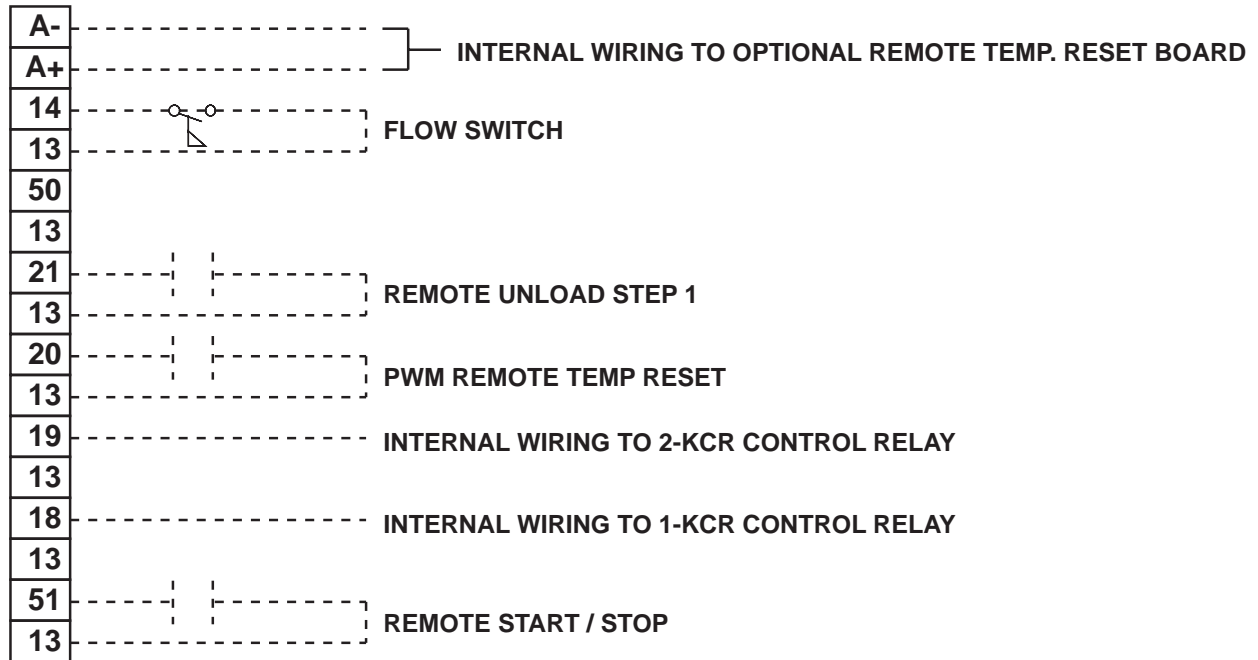 A-
INTERNAL WIRING TO OPTIONAL REMOTE TEMP. RESET BOARD
A+
14
FLOW SWITCH
13
50
13
21
REMOTE UNLOAD STEP 1
13
20
PWM REMOTE TEMP RESET
13
19 INTERNAL WIRING TO 2-KCR CONTROL RELAY
13
18 INTERNAL WIRING TO 1-KCR CONTROL RELAY
13
51
REMOTE START / STOP
13